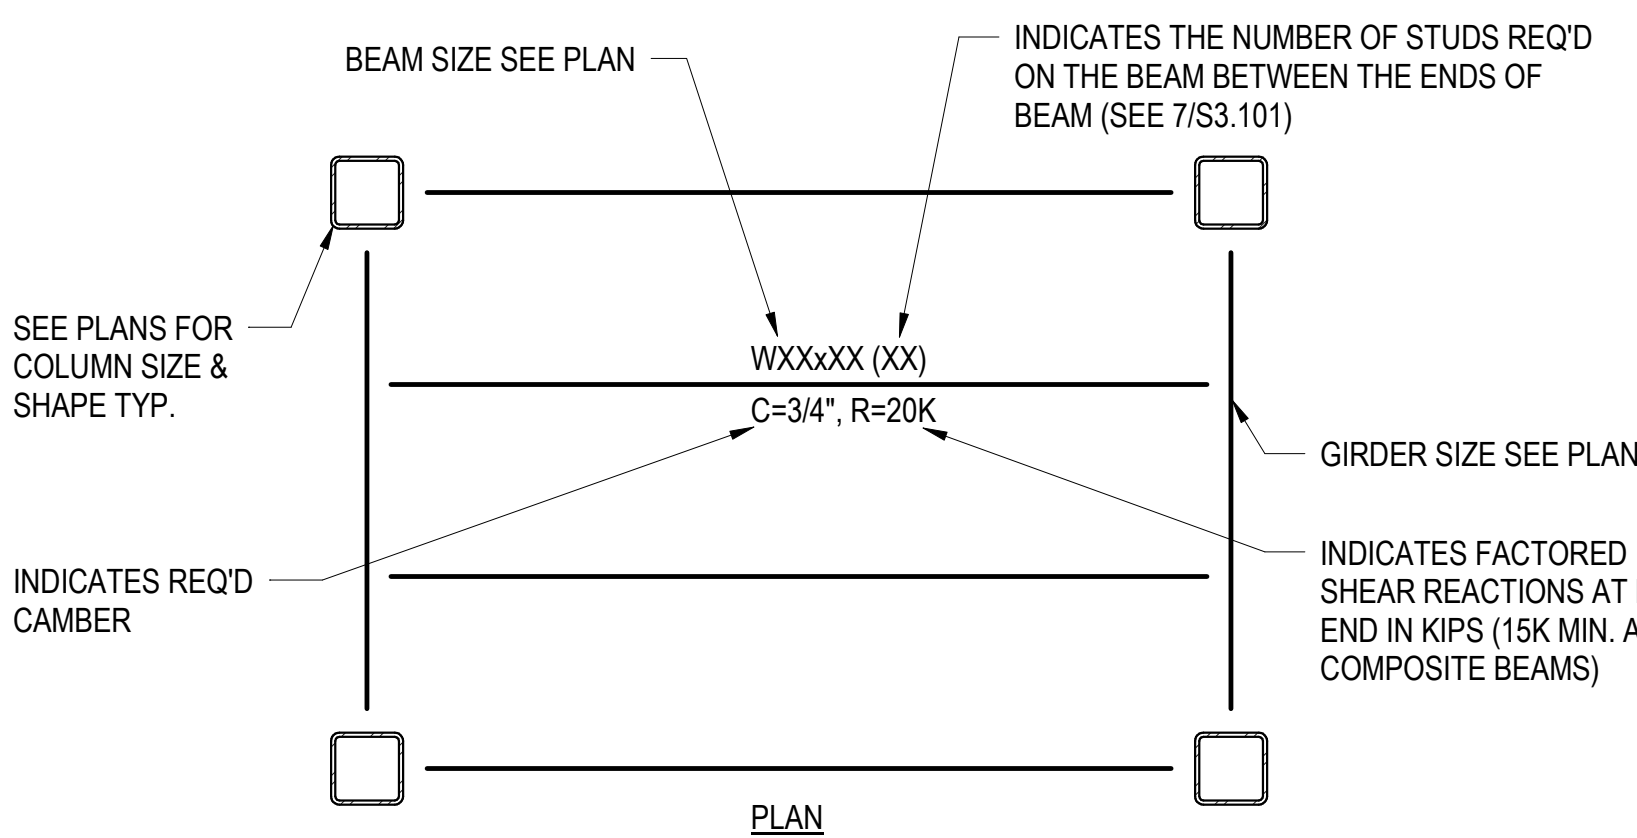 BEAM SIZE SEE PLAN
INDICATES THE NUMBER OF STUDS REQ'D
ON THE BEAM BETWEEN THE ENDS OF
BEAM (SEE 7/S3.101)
SEE PLANS FOR
COLUMN SIZE &
SHAPE TYP.
WXXxXX (XX)
C=3/4", R=20K
GIRDER SIZE SEE PLAN
INDICATES REQ'D
CAMBER
INDICATES FACTORED
SHEAR REACTIONS AT
END IN KIPS (15K MIN.
COMPOSITE BEAMS)
PLAN